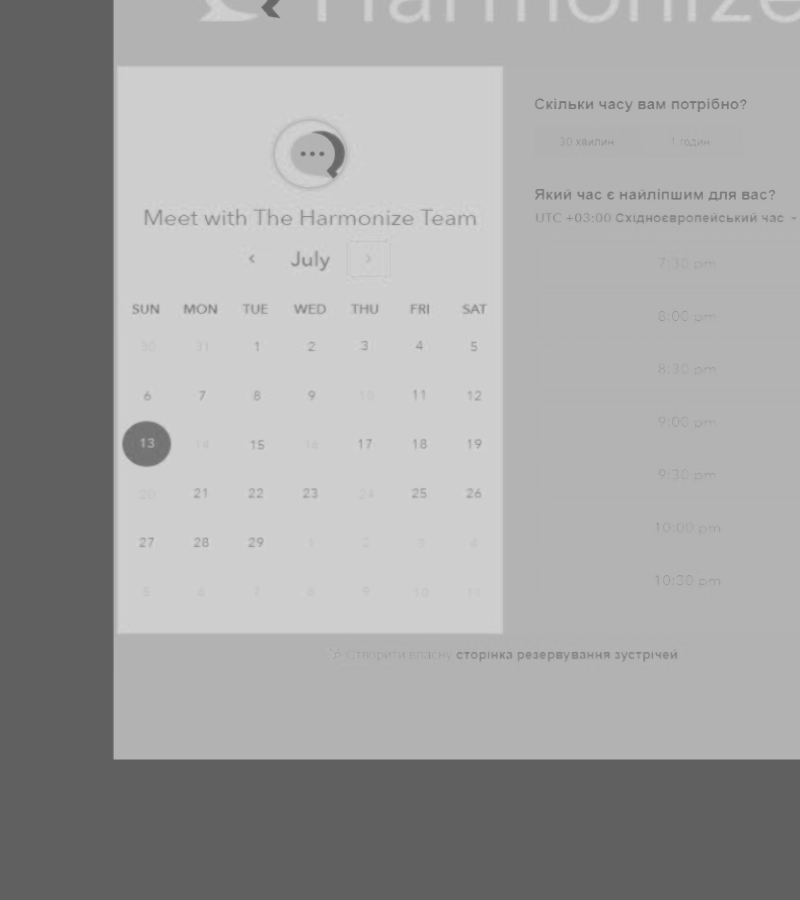 Harmonize
Meet with The Harmonize Team
‹ July ›
SUN MON TUE WED THU FRI SAT
30 31 1 2 3 4 5
6 7 8 9 10 11 12
13 14 15 16 17 18 19
20 21 22 23 24 25 26
27 28 29 1 2 3 4
5 6 7 8 9 10 11
Скільки часу вам потрібно?
30 хвилин 1 годин
Який час є найліпшим для вас?
UTC +03:00 Східноєвропейський час
7:30 pm
8:00 pm
8:30 pm
9:00 pm
9:30 pm
10:00 pm
10:30 pm
Створити власну сторінка резервування зустрічей